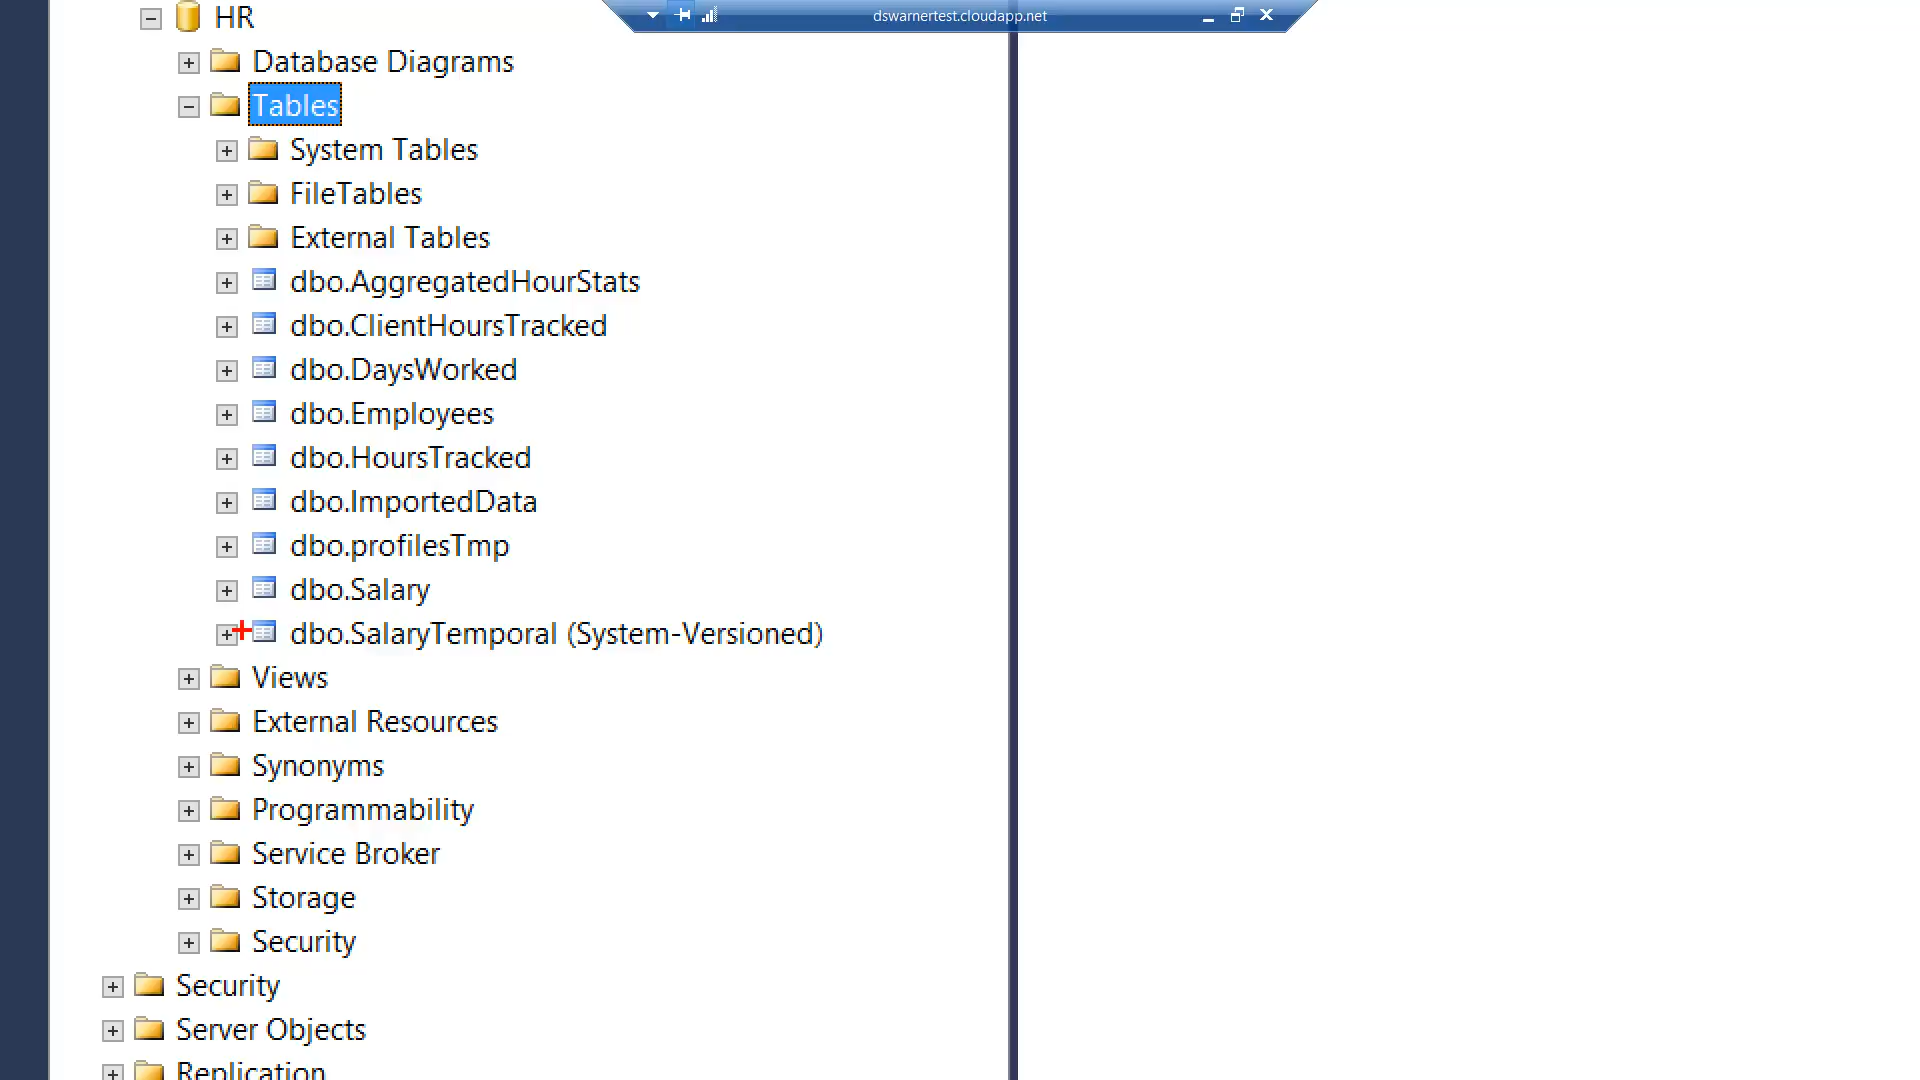 HR
dswarnertest.cloudapp.net
Database Diagrams
Tables
System Tables
FileTables
External Tables
dbo.AggregatedHourStats
dbo.ClientHoursTracked
dbo.DaysWorked
dbo.Employees
dbo.HoursTracked
dbo.ImportedData
dbo.profilesTmp
dbo.Salary
dbo.SalaryTemporal (System-Versioned)
Views
External Resources
Synonyms
Programmability
Service Broker
Storage
Security
Security
Server Objects
Replication